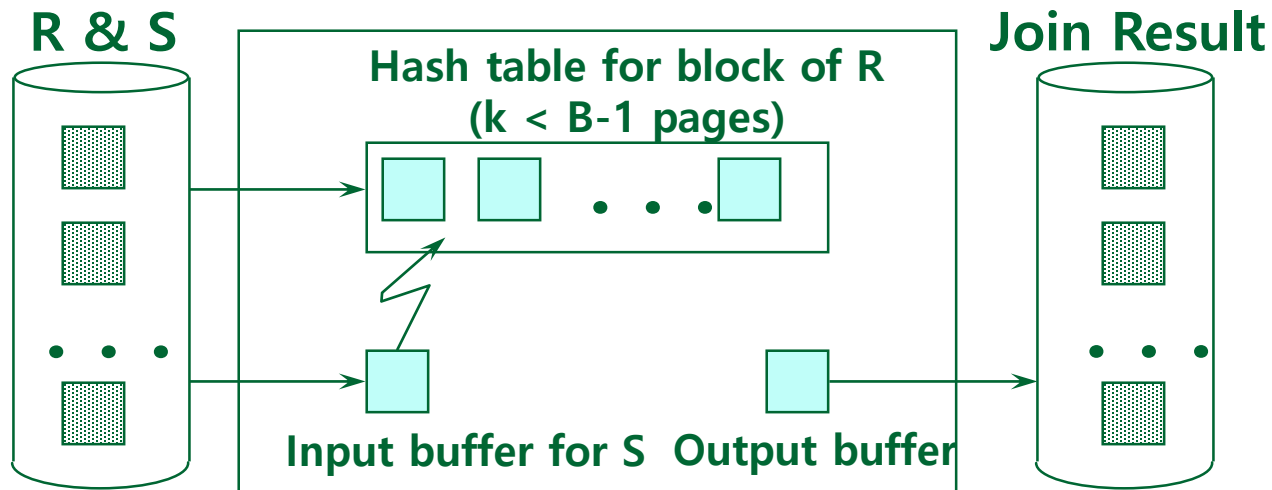 R & S
Join Result
Hash table for block of R
(k < B-1 pages)
• • •
• • •
• • •
Input buffer for S
Output buffer